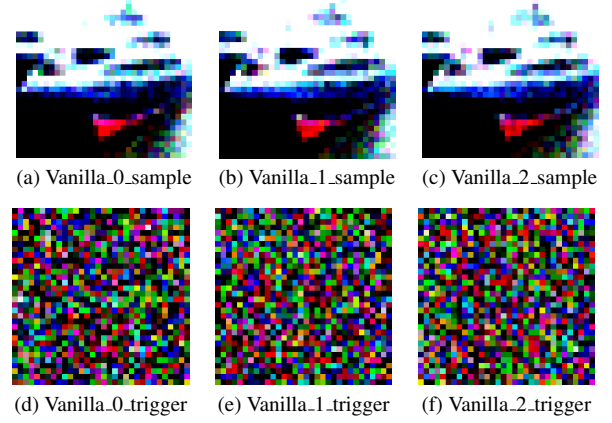 (a) Vanilla_0_sample (b) Vanilla_1_sample (c) Vanilla_2_sample
(d) Vanilla_0_trigger (e) Vanilla_1_trigger (f) Vanilla_2_trigger